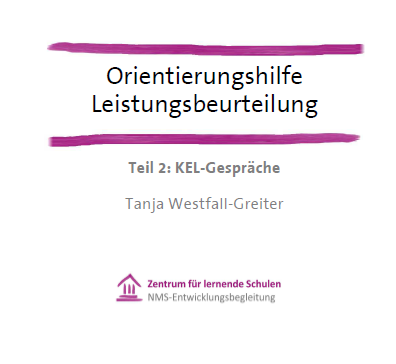 Orientierungshilfe
Leistungsbeurteilung
Teil 2: KEL-Gespräche
Tanja Westfall-Greiter
Zentrum für lernende Schulen
NMS-Entwicklungsbegleitung